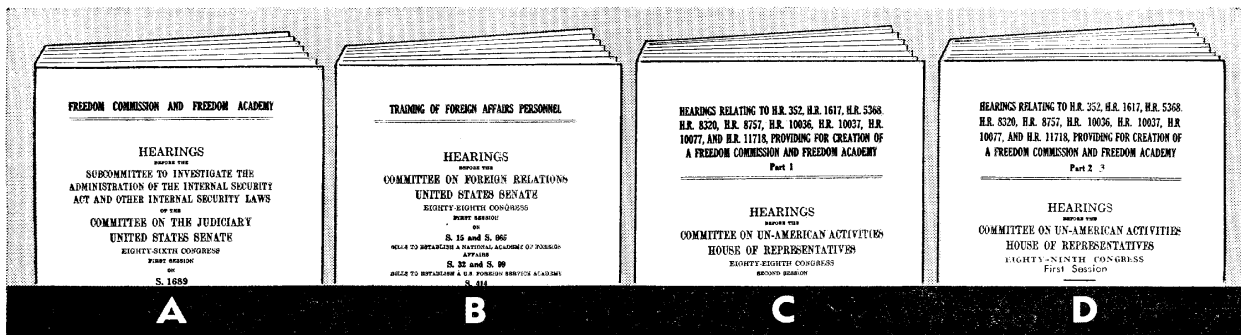 FREEDOM COMMISSION AND FREEDOM ACADEMY
HEARINGS
BEFORE THE
SUBCOMMITTEE TO INVESTIGATE THE
ADMINISTRATION OF THE INTERNAL SECURITY
ACT AND OTHER INTERNAL SECURITY LAWS
OF THE
COMMITTEE ON THE JUDICIARY
UNITED STATES SENATE
EIGHTY-SIXTH CONGRESS
FIRST SESSION
ON
S. 1689
A
TRAINING OF FOREIGN AFFAIRS PERSONNEL
HEARINGS
BEFORE THE
COMMITTEE ON FOREIGN RELATIONS
UNITED STATES SENATE
EIGHTY-EIGHTH CONGRESS
FIRST SESSION
ON
S. 15 and S. 865
BILLS TO ESTABLISH A NATIONAL ACADEMY OF FOREIGN
AFFAIRS
S. 32 and S. 99
BILLS TO ESTABLISH A U.S. FOREIGN SERVICE ACADEMY
S. 414
B
HEARINGS RELATING TO H.R. 352, H.R. 1617, H.R. 5368,
H.R. 8320, H.R. 8757, H.R. 10036, H.R. 10037, H.R.
10077, AND H.R. 11718, PROVIDING FOR CREATION OF
A FREEDOM COMMISSION AND FREEDOM ACADEMY
Part 1
HEARINGS
BEFORE THE
COMMITTEE ON UN-AMERICAN ACTIVITIES
HOUSE OF REPRESENTATIVES
EIGHTY-EIGHTH CONGRESS
SECOND SESSION
C
HEARINGS RELATING TO H.R. 352, H.R. 1617, H.R. 5368,
H.R. 8320, H.R. 8757, H.R. 10036, H.R. 10037, H.R.
10077, AND H.R. 11718, PROVIDING FOR CREATION OF
A FREEDOM COMMISSION AND FREEDOM ACADEMY
Part 2 3
HEARINGS
BEFORE THE
COMMITTEE ON UN-AMERICAN ACTIVITIES
HOUSE OF REPRESENTATIVES
EIGHTY-NINTH CONGRESS
First Session
D